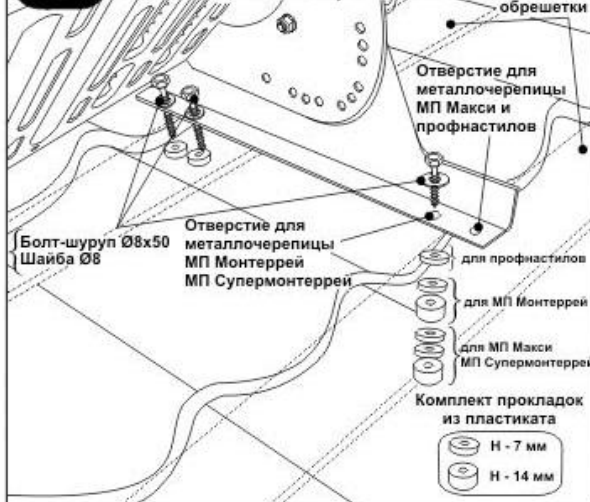 обрешетки
Отверстие для
металлочерепицы
МП Макси и
профнастилов
Болт-шуруп Ø8х50
Шайба Ø8
Отверстие для
металлочерепицы
МП Монтеррей
МП Супермонтеррей
для профнастилов
для МП Монтеррей
для МП Макси
МП Супермонтеррей
Комплект прокладок
из пластиката
Н - 7 мм
Н - 14 мм